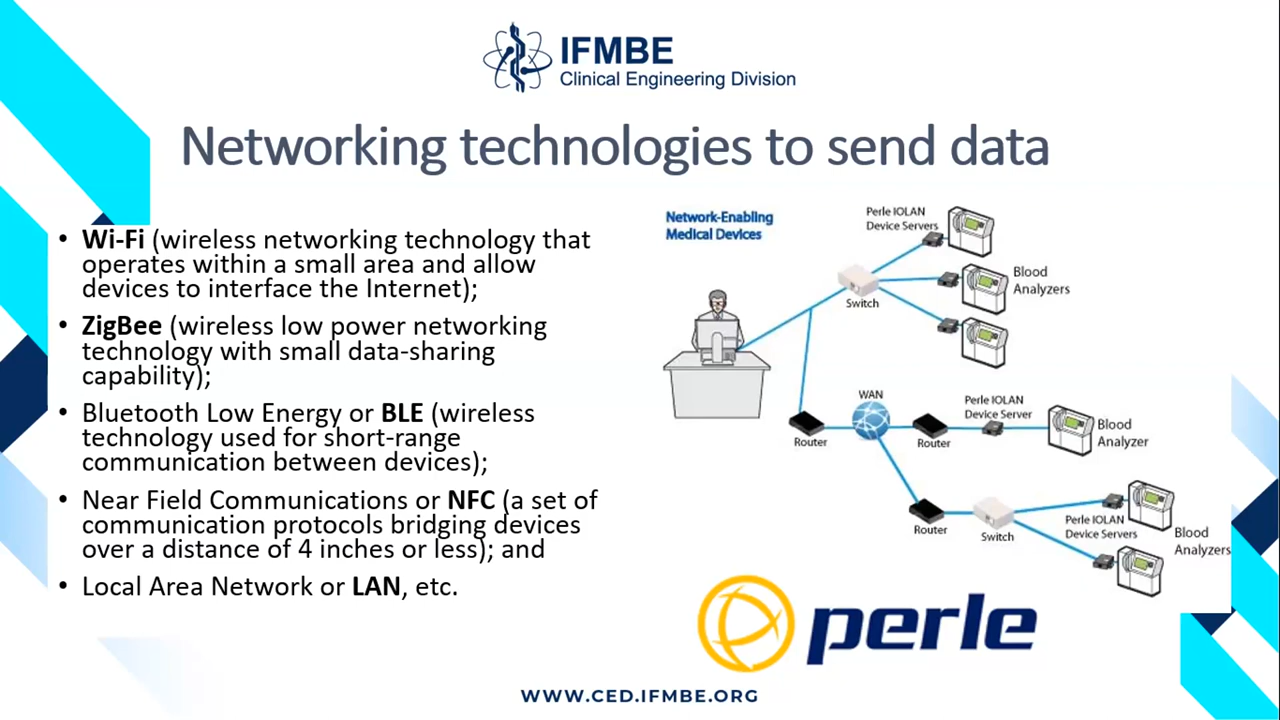 IFMBE
Clinical Engineering Division
Networking technologies to send data
• Wi-Fi (wireless networking technology that
operates within a small area and allow
devices to interface the Internet);
• ZigBee (wireless low power networking
technology with small data-sharing
capability);
• Bluetooth Low Energy or BLE (wireless
technology used for short-range
communication between devices);
• Near Field Communications or NFC (a set of
communication protocols bridging devices
over a distance of 4 inches or less); and
• Local Area Network or LAN, etc.
Network-Enabling
Medical Devices
Perle IOLAN
Device Servers
Switch
Blood
Analyzers
WAN
Router
Router
Perle IOLAN
Device Server
Blood
Analyzer
Router
Switch
Perle IOLAN
Device Servers
Blood
Analyzers
perle
WWW.CED.IFMBE.ORG